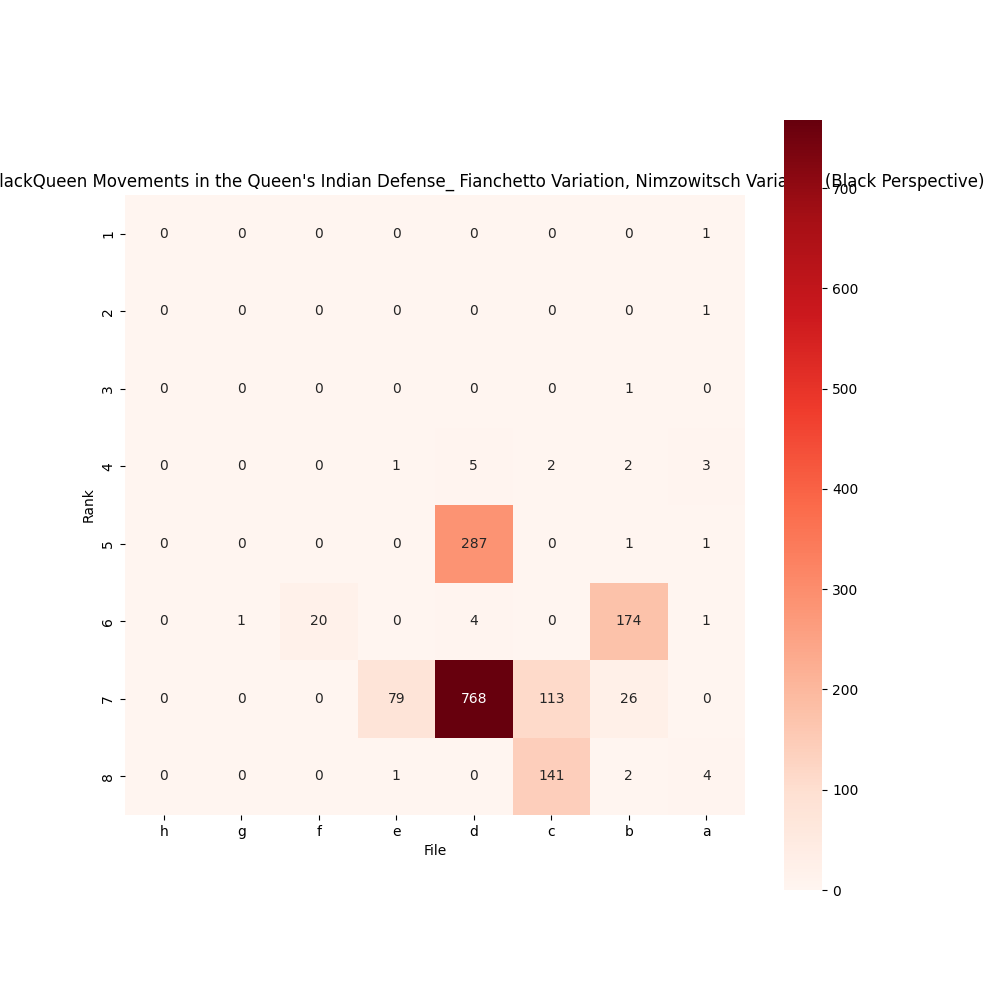 lackQueen Movements in the Queen's Indian Defense_ Fianchetto Variation, Nimzowitsch Varia (Black Perspective)
1 0 0 0 0 0 0 0 1
2 0 0 0 0 0 0 0 1
3 0 0 0 0 0 0 1 0
4 0 0 0 1 5 2 2 3
5 0 0 0 0 287 0 1 1
6 0 1 20 0 4 0 174 1
7 0 0 0 79 768 113 26 0
8 0 0 0 1 0 141 2 4
h g f e d c b a
File
Rank
700
600
500
400
300
200
100
0